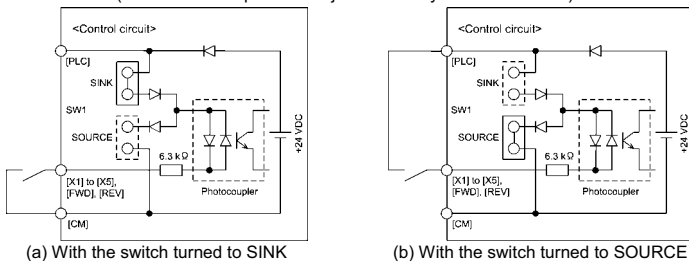 <Control circuit>
[PLC]
SINK
SW1
SOURCE
6.3 kΩ
Photocoupler
+24 VDC
[X1] to [X5],
[FWD], [REV]
[CM]
(a) With the switch turned to SINK
<Control circuit>
[PLC]
SINK
SW1
SOURCE
6.3 kΩ
Photocoupler
+24 VDC
[X1] to [X5],
[FWD], [REV]
[CM]
(b) With the switch turned to SOURCE